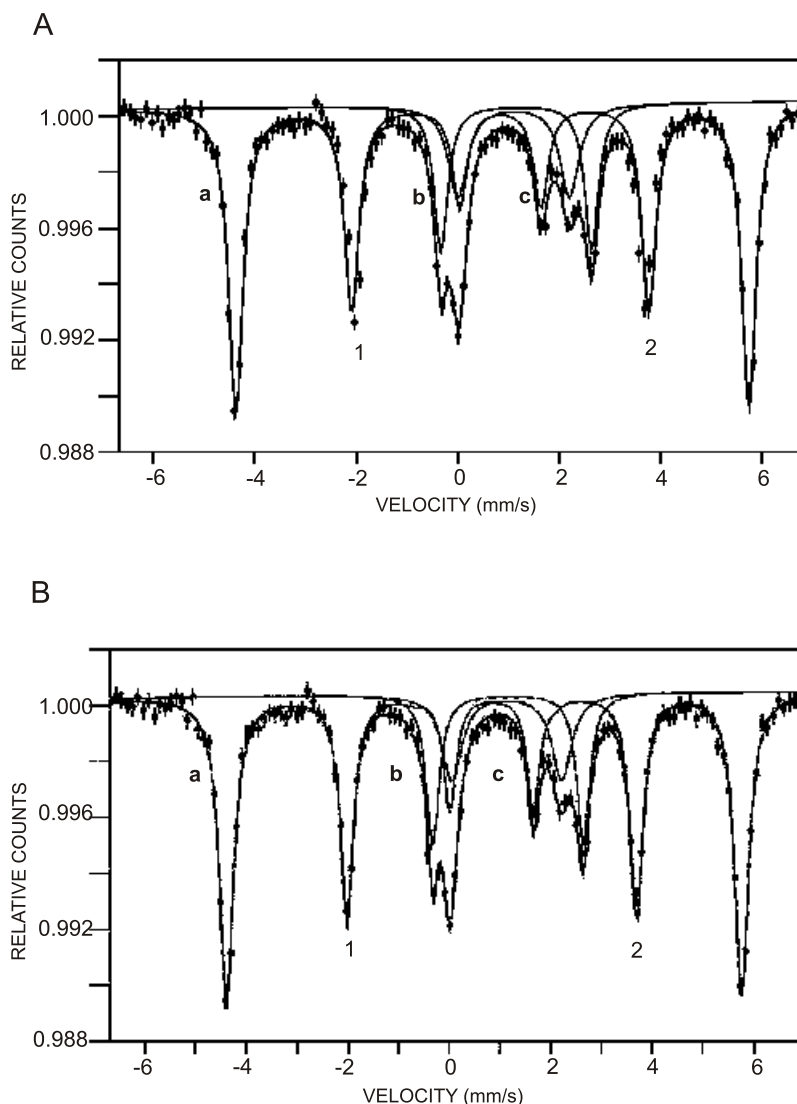 A
1.000
0.996
0.992
0.988
RELATIVE COUNTS
a
b
c
1
2
-6 -4 -2 0 2 4 6
VELOCITY (mm/s)
B
1.000
0.996
0.992
0.988
RELATIVE COUNTS
a
b
c
1
2
-6 -4 -2 0 2 4 6
VELOCITY (mm/s)